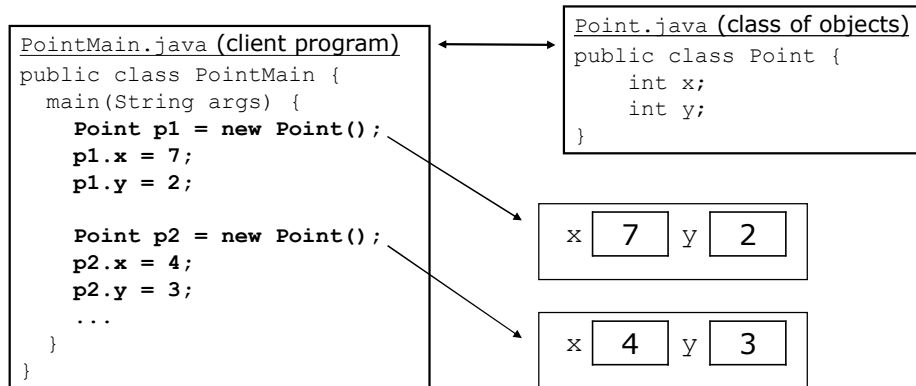 PointMain.java (client program)
public class PointMain {
  main(String args) {
    Point p1 = new Point();
    p1.x = 7;
    p1.y = 2;

    Point p2 = new Point();
    p2.x = 4;
    p2.y = 3;
    ...
  }
}
Point.java (class of objects)
public class Point {
    int x;
    int y;
}
x 7 y 2
x 4 y 3